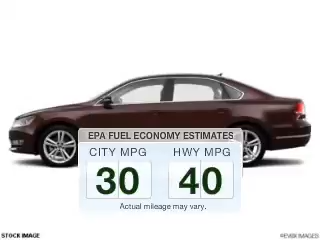 EPA FUEL ECONOMY ESTIMATES
CITY MPG HWY MPG
30 40
Actual mileage may vary.
STOCK IMAGE ©EVOX IMAGES